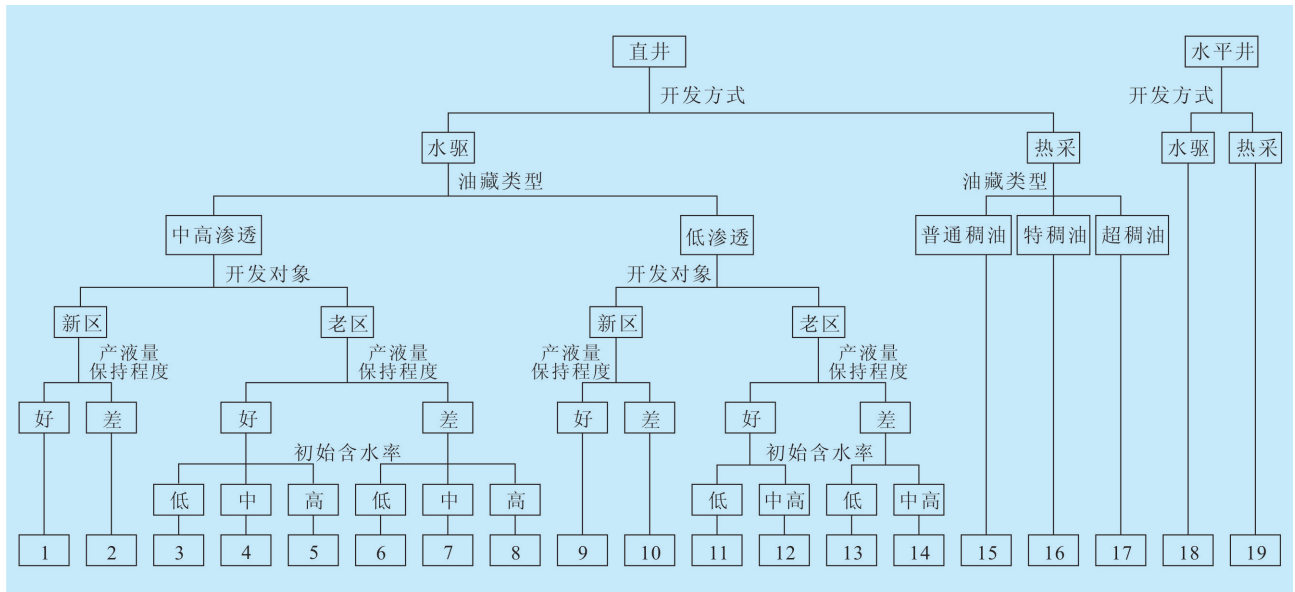 直井
水平井
开发方式
开发方式
水驱
热采
水驱
热采
油藏类型
油藏类型
中高渗透
低渗透
普通稠油
特稠油
超稠油
开发对象
开发对象
新区
老区
新区
老区
产液量
保持程度
产液量
保持程度
产液量
保持程度
产液量
保持程度
好
差
好
差
好
差
好
差
初始含水率
初始含水率
低
中
高
低
中
高
低
中高
低
中高
1
2
3
4
5
6
7
8
9
10
11
12
13
14
15
16
17
18
19